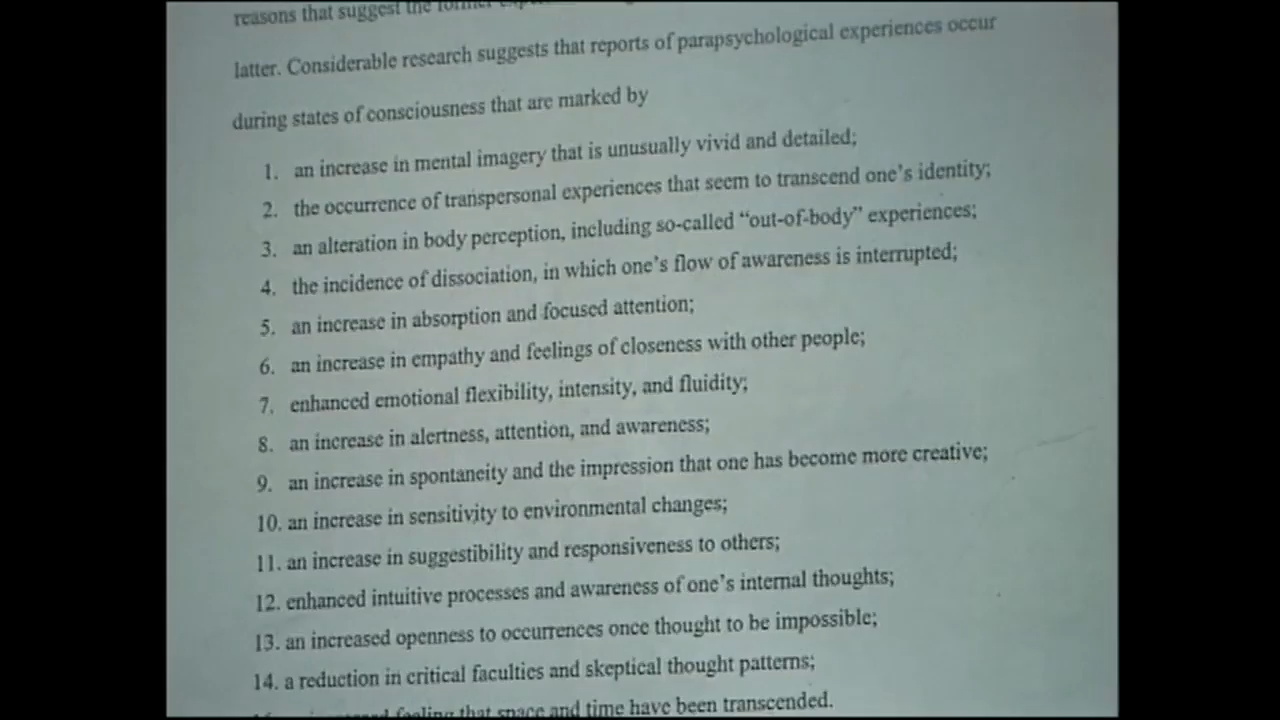 reasons that suggest the former
latter. Considerable research suggests that reports of parapsychological experiences occur
during states of consciousness that are marked by
1. an increase in mental imagery that is unusually vivid and detailed;
2. the occurrence of transpersonal experiences that seem to transcend one's identity;
3. an alteration in body perception, including so-called “out-of-body” experiences;
4. the incidence of dissociation, in which one's flow of awareness is interrupted;
5. an increase in absorption and focused attention;
6. an increase in empathy and feelings of closeness with other people;
7. enhanced emotional flexibility, intensity, and fluidity;
8. an increase in alertness, attention, and awareness;
9. an increase in spontaneity and the impression that one has become more creative;
10. an increase in sensitivity to environmental changes;
11. an increase in suggestibility and responsiveness to others;
12. enhanced intuitive processes and awareness of one's internal thoughts;
13. an increased openness to occurrences once thought to be impossible;
14. a reduction in critical faculties and skeptical thought patterns;
feeling that space and time have been transcended.